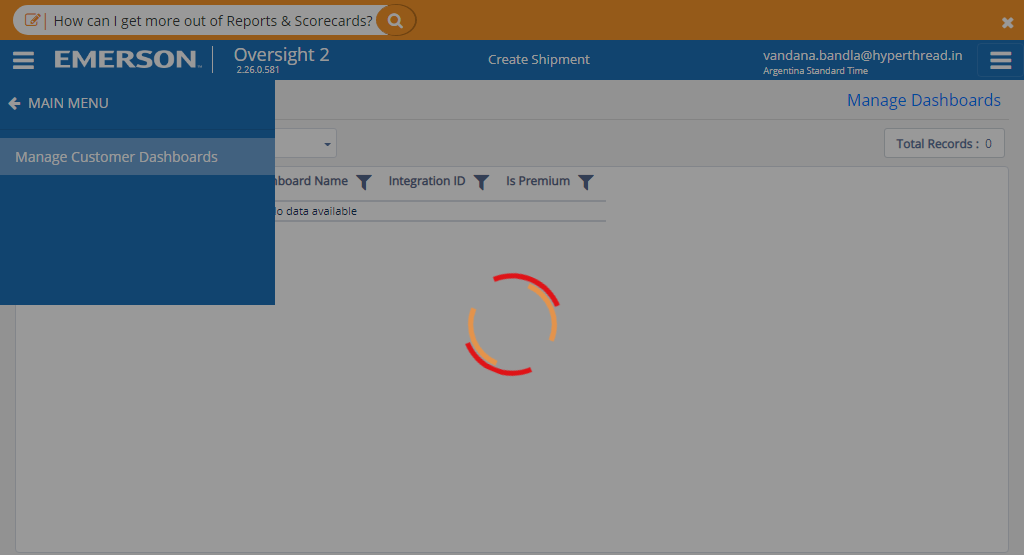 How can I get more out of Reports & Scorecards?
EMERSON
Oversight 2
2.26.0.581
Create Shipment
vandana.bandla@hyperthread.in
Argentina Standard Time
MAIN MENU
Manage Dashboards
Manage Customer Dashboards
Total Records : 0
board Name
Integration ID
Is Premium
o data available